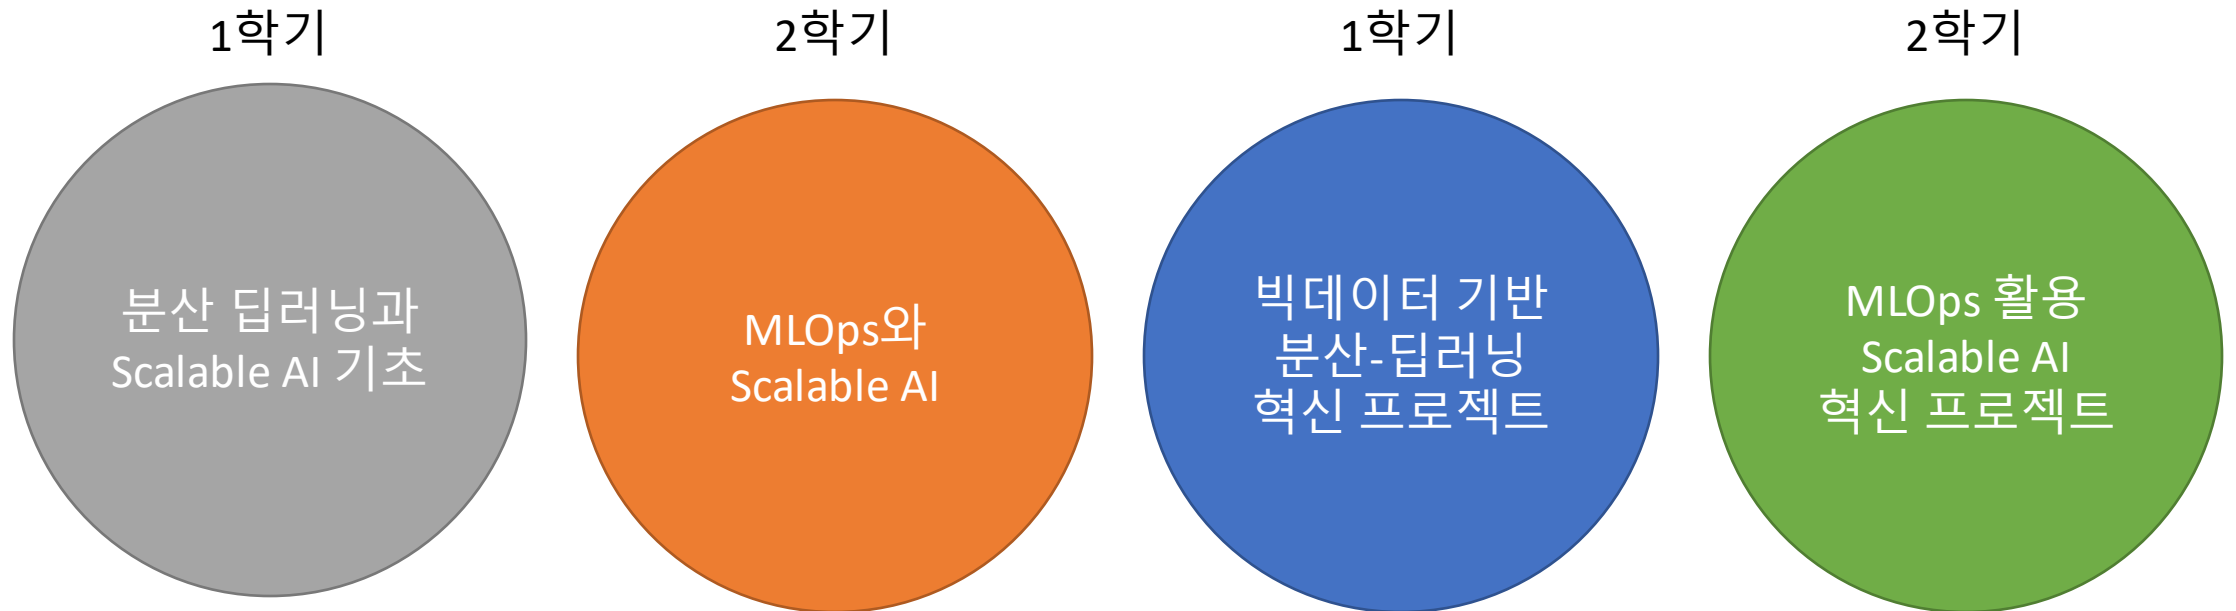 1학기
2학기
1학기
2학기
분산 딥러닝과
Scalable AI 기초
MLOps와
Scalable AI
빅데이터 기반
분산-딥러닝
혁신 프로젝트
MLOps 활용
Scalable AI
혁신 프로젝트